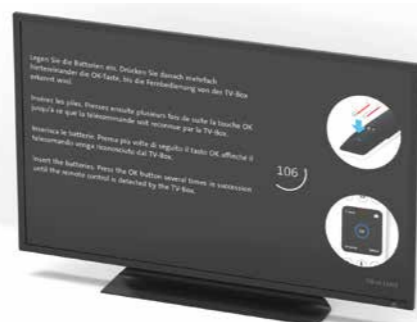 Legen Sie die Batterien ein. Drücken Sie danach mehrfach
hintereinander die OK-Taste, bis die Fernbedienung von der TV-Box
erkannt wird.
Insérez les piles. Pressez ensuite plusieurs fois de suite la touche OK
jusqu'à ce que la télécommande soit reconnue par la TV-Box.
Inserisca le batterie. Prema più volte di seguito il tasto OK affinché il
telecomando venga riconosciuto dal TV-Box.
Insert the batteries. Press the OK button several times in succession
until the remote control is detected by the TV-Box.
106
OK